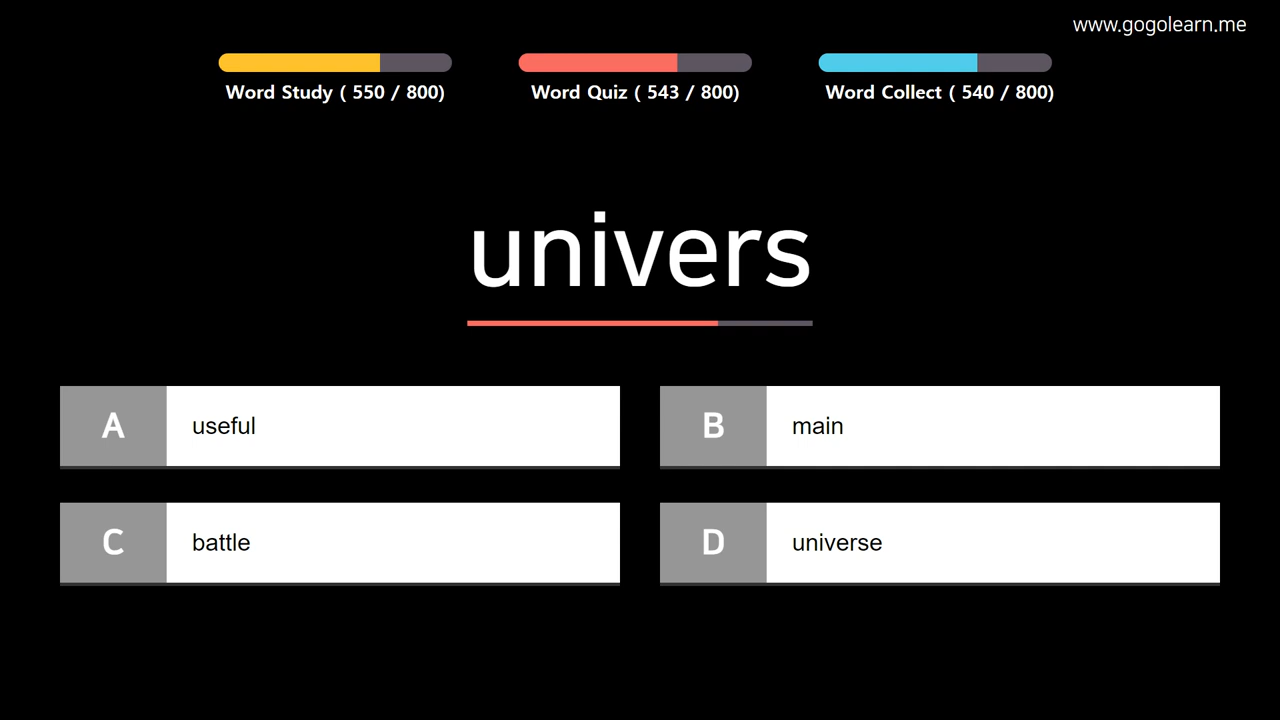 www.gogolearn.me
Word Study ( 550 / 800)
Word Quiz ( 543 / 800)
Word Collect ( 540 / 800)
univers
A useful
B main
C battle
D universe